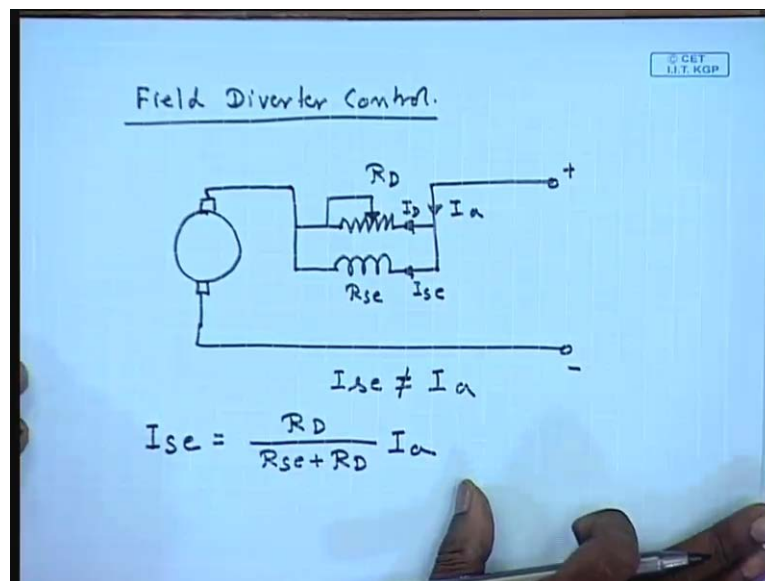 © CET
I.I.T. KGP
Field Diverter Control.
RD
+
ID
Ia
Rse
Ise
-
Ise ≠ Ia
Ise = RD / Rse + RD Ia